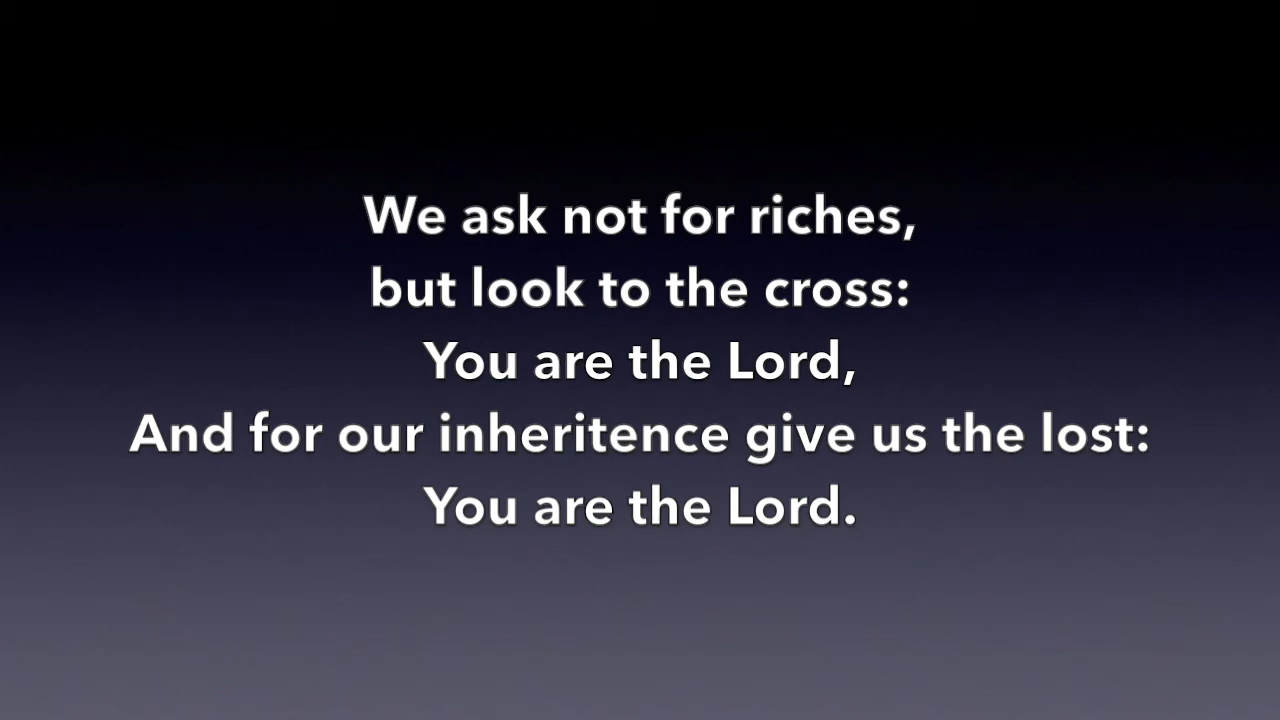 We ask not for riches,
but look to the cross:
You are the Lord,
And for our inheritence give us the lost:
You are the Lord.